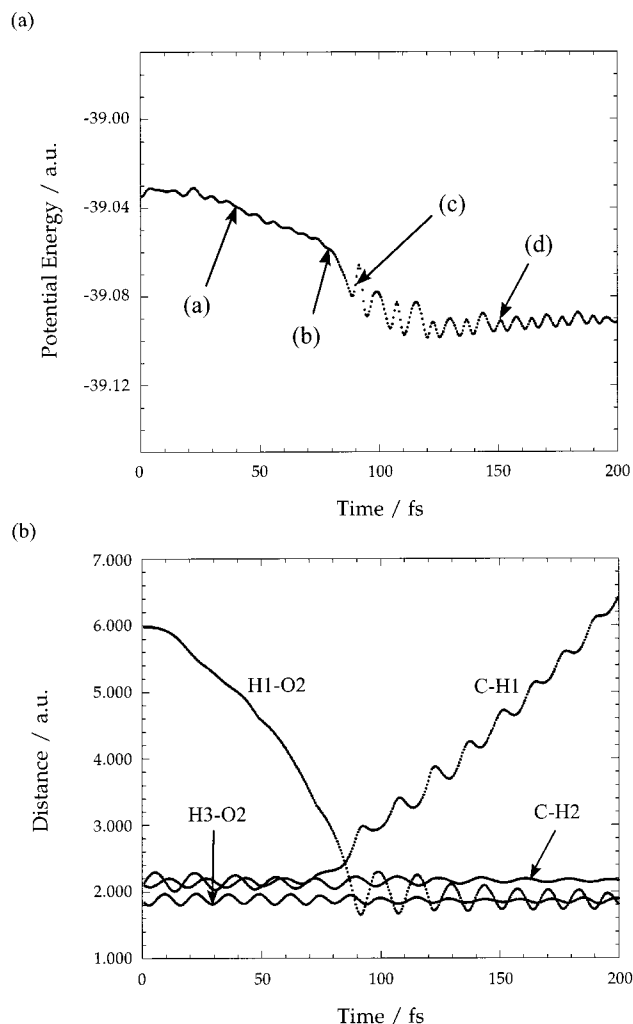 (a)
-39.00
-39.04
-39.08
-39.12
Potential Energy / a.u.
(a)
(b)
(c)
(d)
0 50 100 150 200
Time / fs
(b)
7.000
6.000
5.000
4.000
3.000
2.000
1.000
Distance / a.u.
H1-O2
C-H1
H3-O2
C-H2
0 50 100 150 200
Time / fs